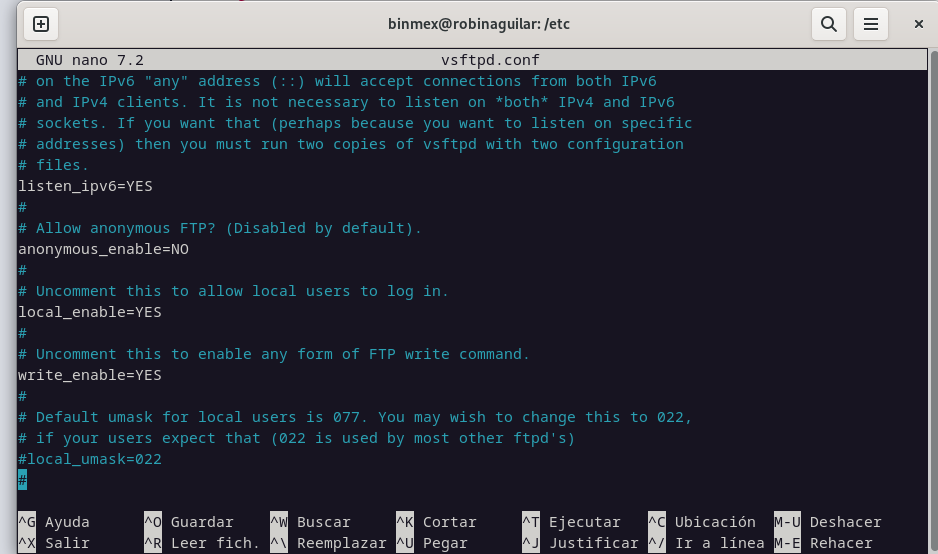 binmex@robinaguilar: /etc
GNU nano 7.2 vsftpd.conf
# on the IPv6 "any" address (::) will accept connections from both IPv6
# and IPv4 clients. It is not necessary to listen on *both* IPv4 and IPv6
# sockets. If you want that (perhaps because you want to listen on specific
# addresses) then you must run two copies of vsftpd with two configuration
# files.
listen_ipv6=YES
#
# Allow anonymous FTP? (Disabled by default).
anonymous_enable=NO
#
# Uncomment this to allow local users to log in.
local_enable=YES
#
# Uncomment this to enable any form of FTP write command.
write_enable=YES
#
# Default umask for local users is 077. You may wish to change this to 022,
# if your users expect that (022 is used by most other ftpd's)
#local_umask=022
#
^G Ayuda ^O Guardar ^W Buscar ^K Cortar ^T Ejecutar ^C Ubicación M-U Deshacer
^X Salir ^R Leer fich. ^\ Reemplazar ^U Pegar ^J Justificar ^/ Ir a línea M-E Rehacer